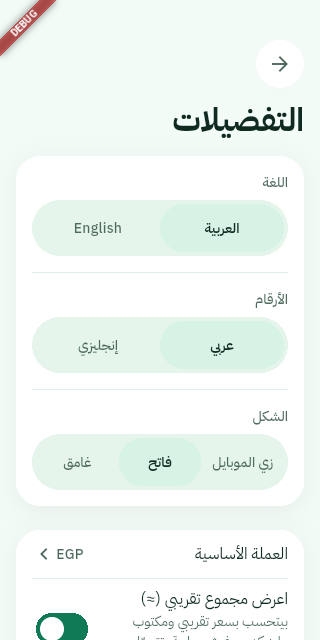 DEBUG
التفضيلات
اللغة
العربية English
الأرقام
عربي إنجليزي
الشكل
زي الموبايل فاتح غامق
العملة الأساسية EGP
اعرض مجموع تقريبي (≈)
بيتحسب بسعر تقريبي ومكتوب